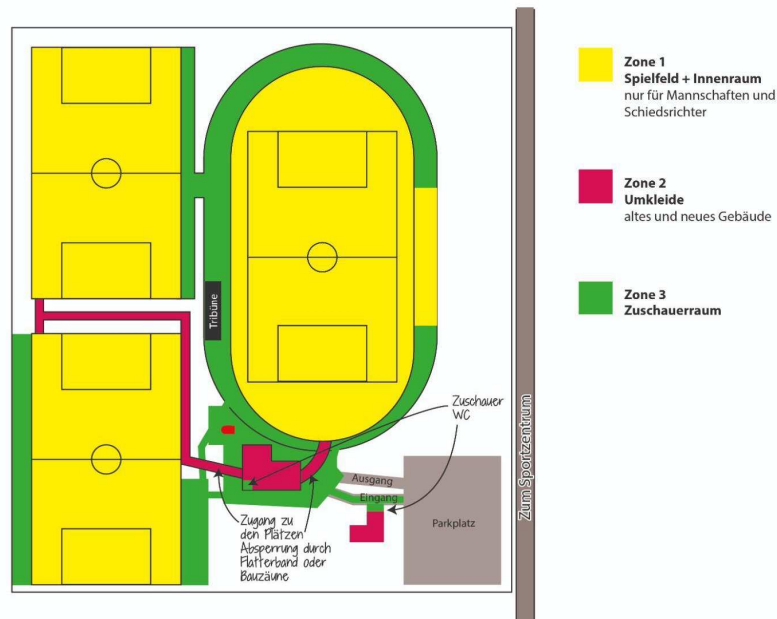 Zone 1
Spielfeld + Innenraum
nur für Mannschaften und
Schiedsrichter
Zone 2
Umkleide
altes und neues Gebäude
Zone 3
Zuschauerraum
Tribüne
Zuschauer
WC
Ausgang
Eingang
Parkplatz
Zugang zu
den Plätzen
Absperrung durch
Flatterband oder
Bauzäune
Zum Sportzentrum